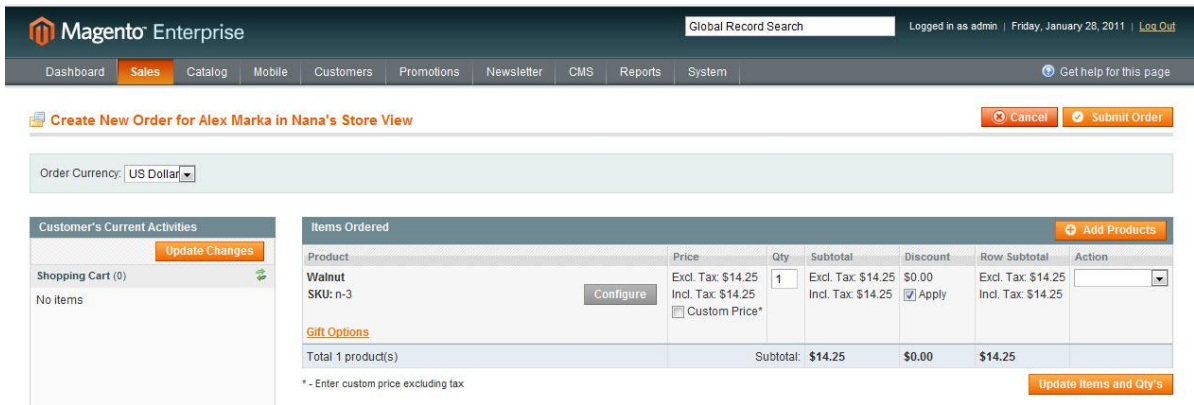 Magento Enterprise
Global Record Search
Logged in as admin | Friday, January 28, 2011 | Log Out
Dashboard Sales Catalog Mobile Customers Promotions Newsletter CMS Reports System Get help for this page
Create New Order for Alex Marka in Nana's Store View
Cancel Submit Order
Order Currency: US Dollar
Customer's Current Activities
Update Changes
Shopping Cart (0)
No items
Items Ordered
Add Products
Product Price Qty Subtotal Discount Row Subtotal Action
Walnut Excl. Tax: $14.25 1 Excl. Tax: $14.25 $0.00 Excl. Tax: $14.25
SKU: n-3 Configure Incl. Tax: $14.25 Incl. Tax: $14.25 Apply Incl. Tax: $14.25
Custom Price*
Gift Options
Total 1 product(s) Subtotal: $14.25 $0.00 $14.25
* - Enter custom price excluding tax
Update Items and Qty's